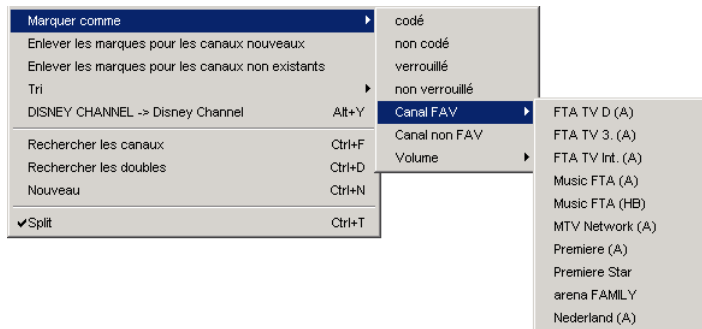 Marquer comme
Enlever les marques pour les canaux nouveaux
Enlever les marques pour les canaux non existants
Tri
DISNEY CHANNEL -> Disney Channel Alt+Y
Rechercher les canaux Ctrl+F
Rechercher les doubles Ctrl+D
Nouveau Ctrl+N
Split Ctrl+T
codé
non codé
verrouillé
non verrouillé
Canal FAV
Canal non FAV
Volume
FTA TV D (A)
FTA TV 3. (A)
FTA TV Int. (A)
Music FTA (A)
Music FTA (HB)
MTV Network (A)
Premiere (A)
Premiere Star
arena FAMILY
Nederland (A)